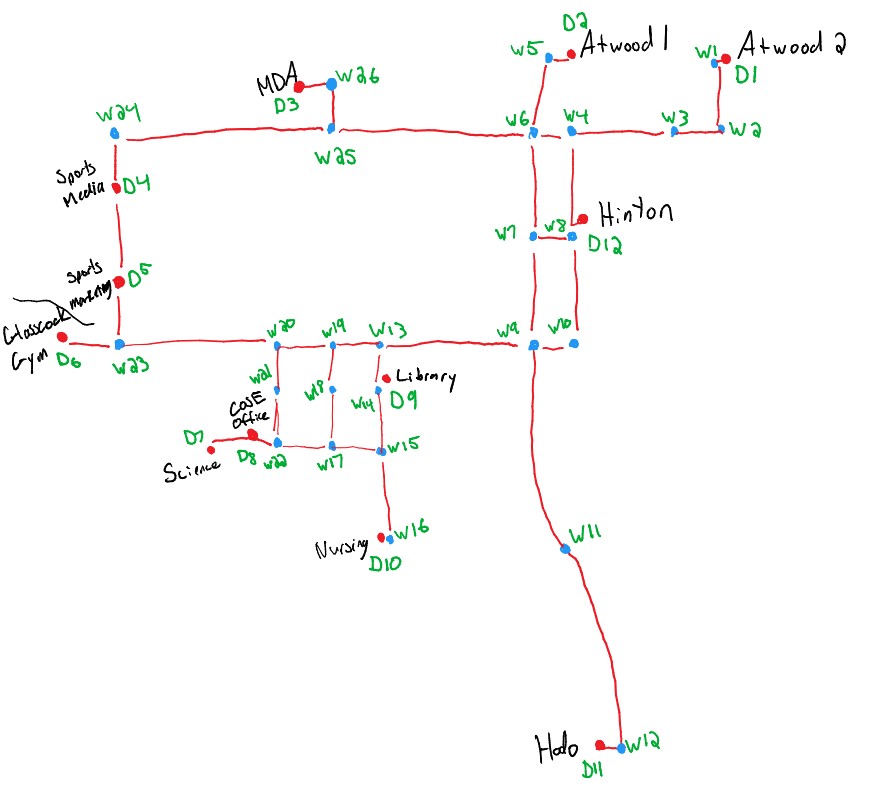 D2
W5
Atwood 1
W1
Atwood 2
D1
MDA
W26
D3
W24
W6
W4
W3
W2
W25
Sports
Media
D4
Hinton
W7
W8
D12
Sports
Marketing
D5
Glasscock
Gym
D6
W23
W20
W19
W13
W9
W10
W21
W18
Library
W14
D9
COSE
Office
D7
D8
W22
W17
W15
Science
Nursing
W16
D10
W11
Hodo
W12
D11